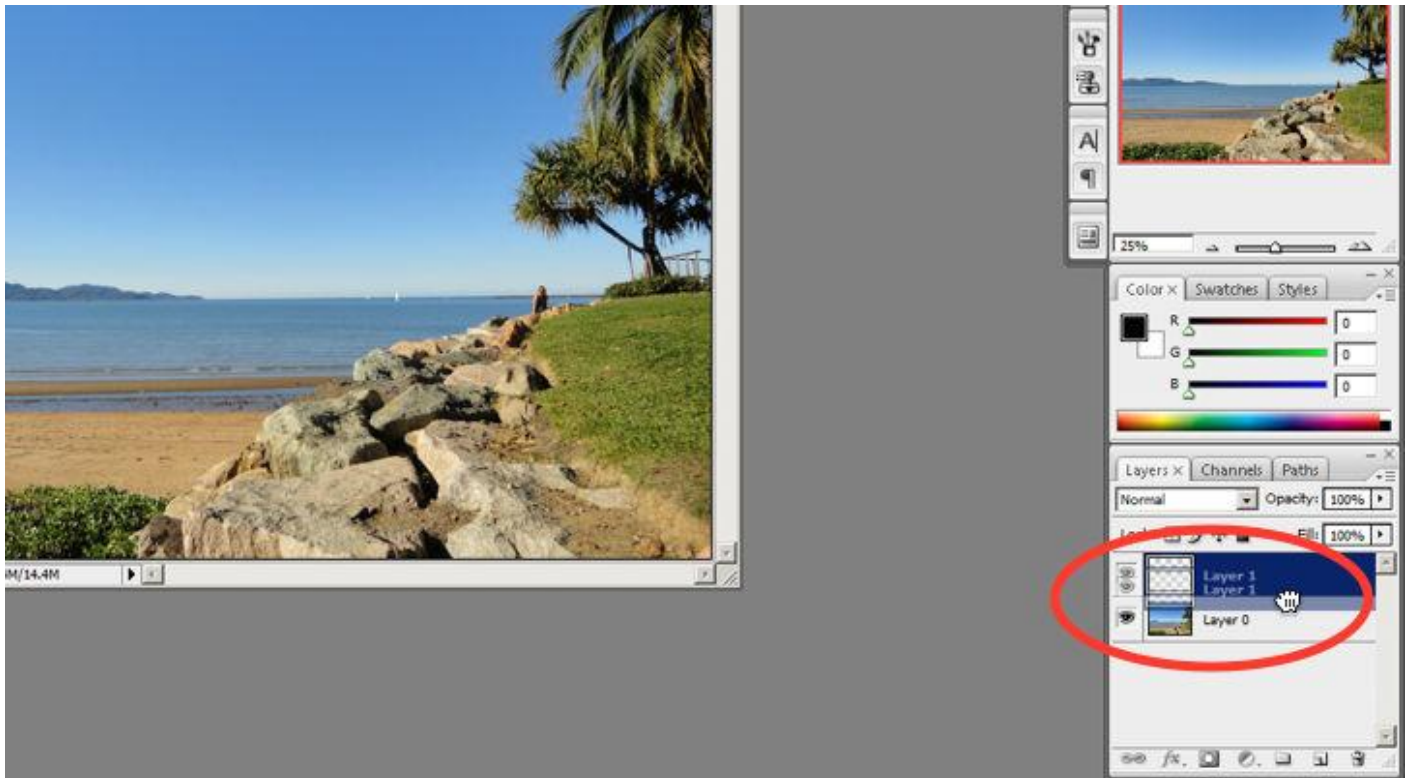 A
¶
25%
Color × Swatches Styles
R 0
G 0
B 0
Layers × Channels Paths
Normal Opacity: 100%
Fill: 100%
Layer 1
Layer 1
Layer 0
M/14.4M
fx.